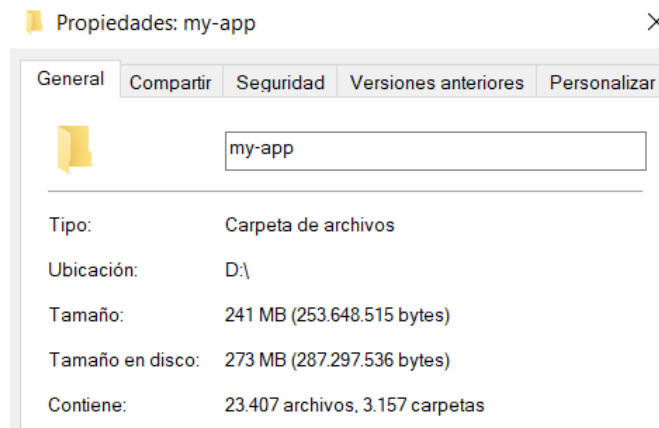 Propiedades: my-app
General Compartir Seguridad Versiones anteriores Personalizar
my-app
Tipo: Carpeta de archivos
Ubicación: D:\
Tamaño: 241 MB (253.648.515 bytes)
Tamaño en disco: 273 MB (287.297.536 bytes)
Contiene: 23.407 archivos, 3.157 carpetas